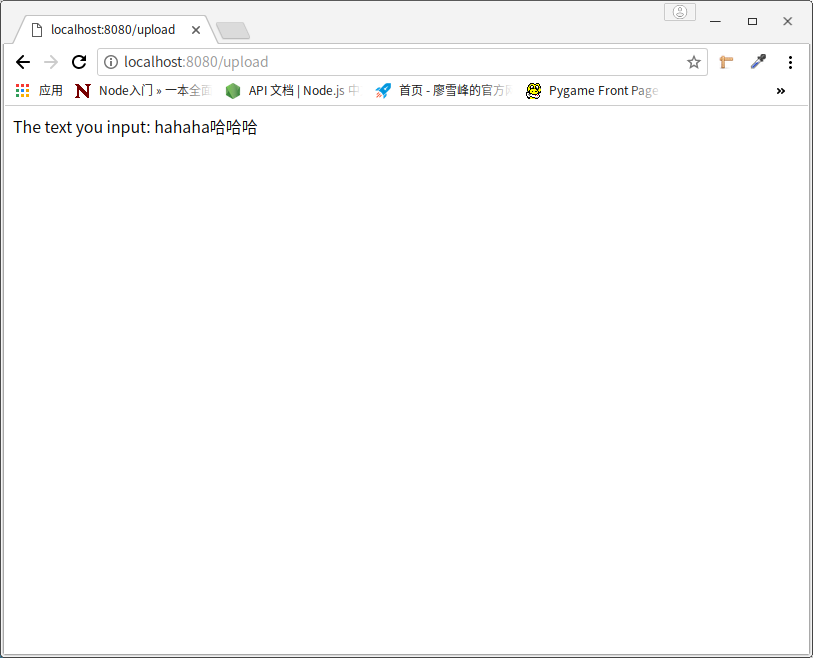 localhost:8080/upload
localhost:8080/upload
应用 Node入门 » 一本全面 API 文档 | Node.js 中 首页 - 廖雪峰的官方网 Pygame Front Page »
The text you input: hahaha哈哈哈